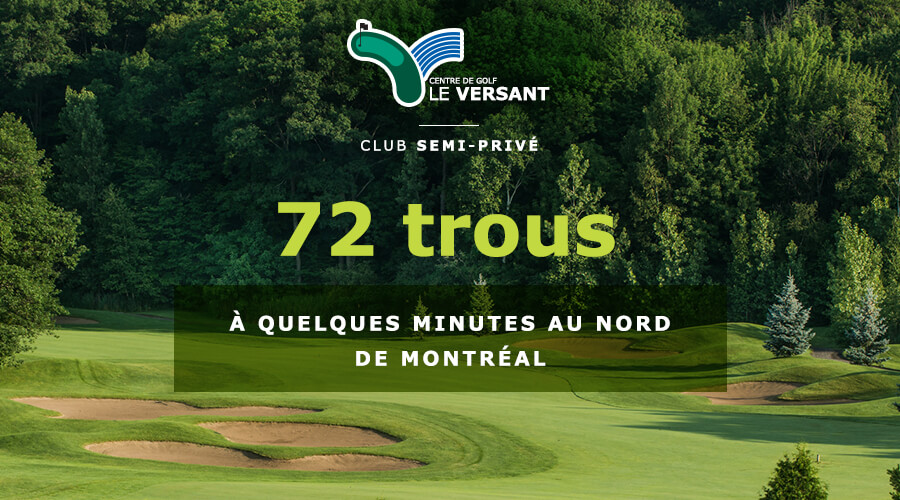 CENTRE DE GOLF
LE VERSANT
CLUB SEMI-PRIVÉ
72 trous
À QUELQUES MINUTES AU NORD
DE MONTRÉAL